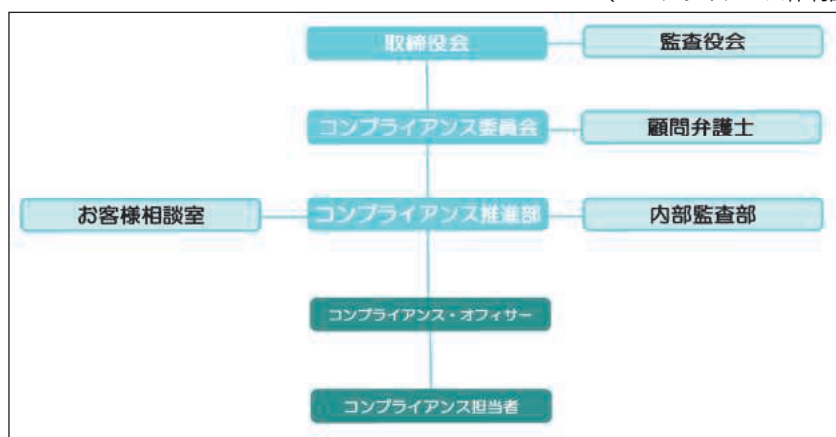 取締役会
監査役会
コンプライアンス委員会
顧問弁護士
お客様相談室
コンプライアンス推進部
内部監査部
コンプライアンス・オフィサー
コンプライアンス担当者